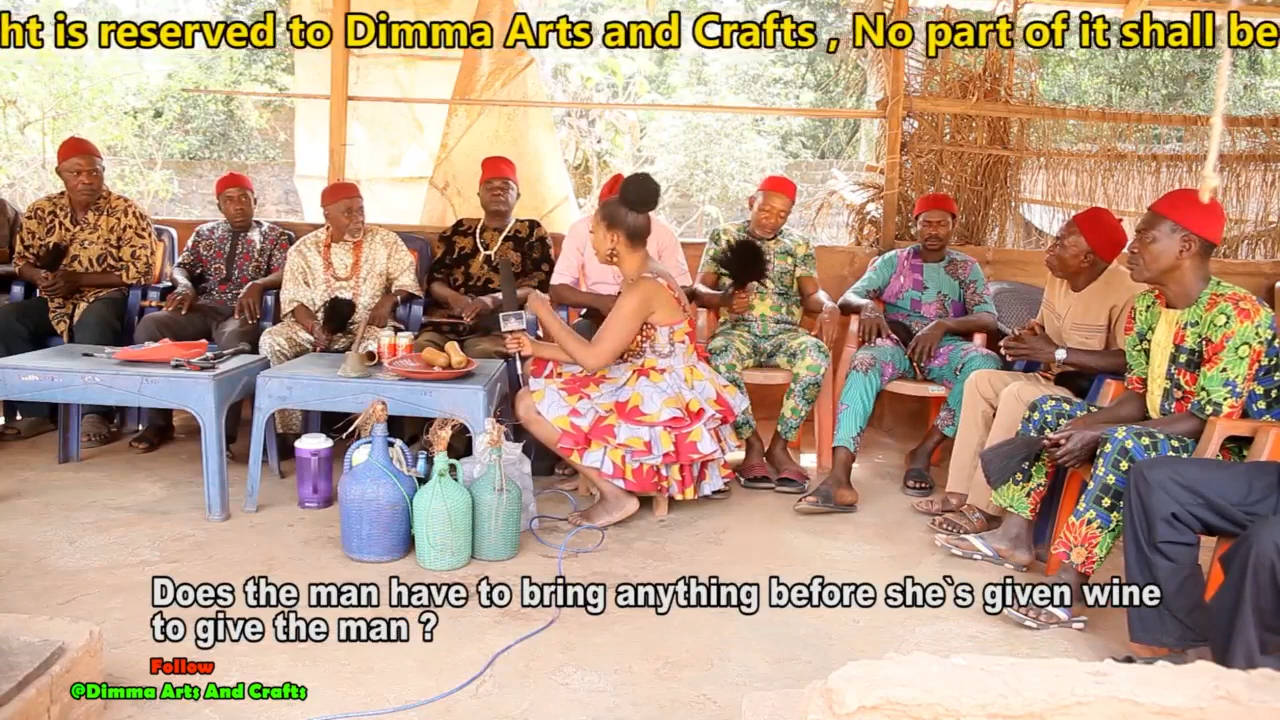 ht is reserved to Dimma Arts and Crafts , No part of it shall be
Does the man have to bring anything before she`s given wine
to give the man ?
Follow
@Dimma Arts And Crafts